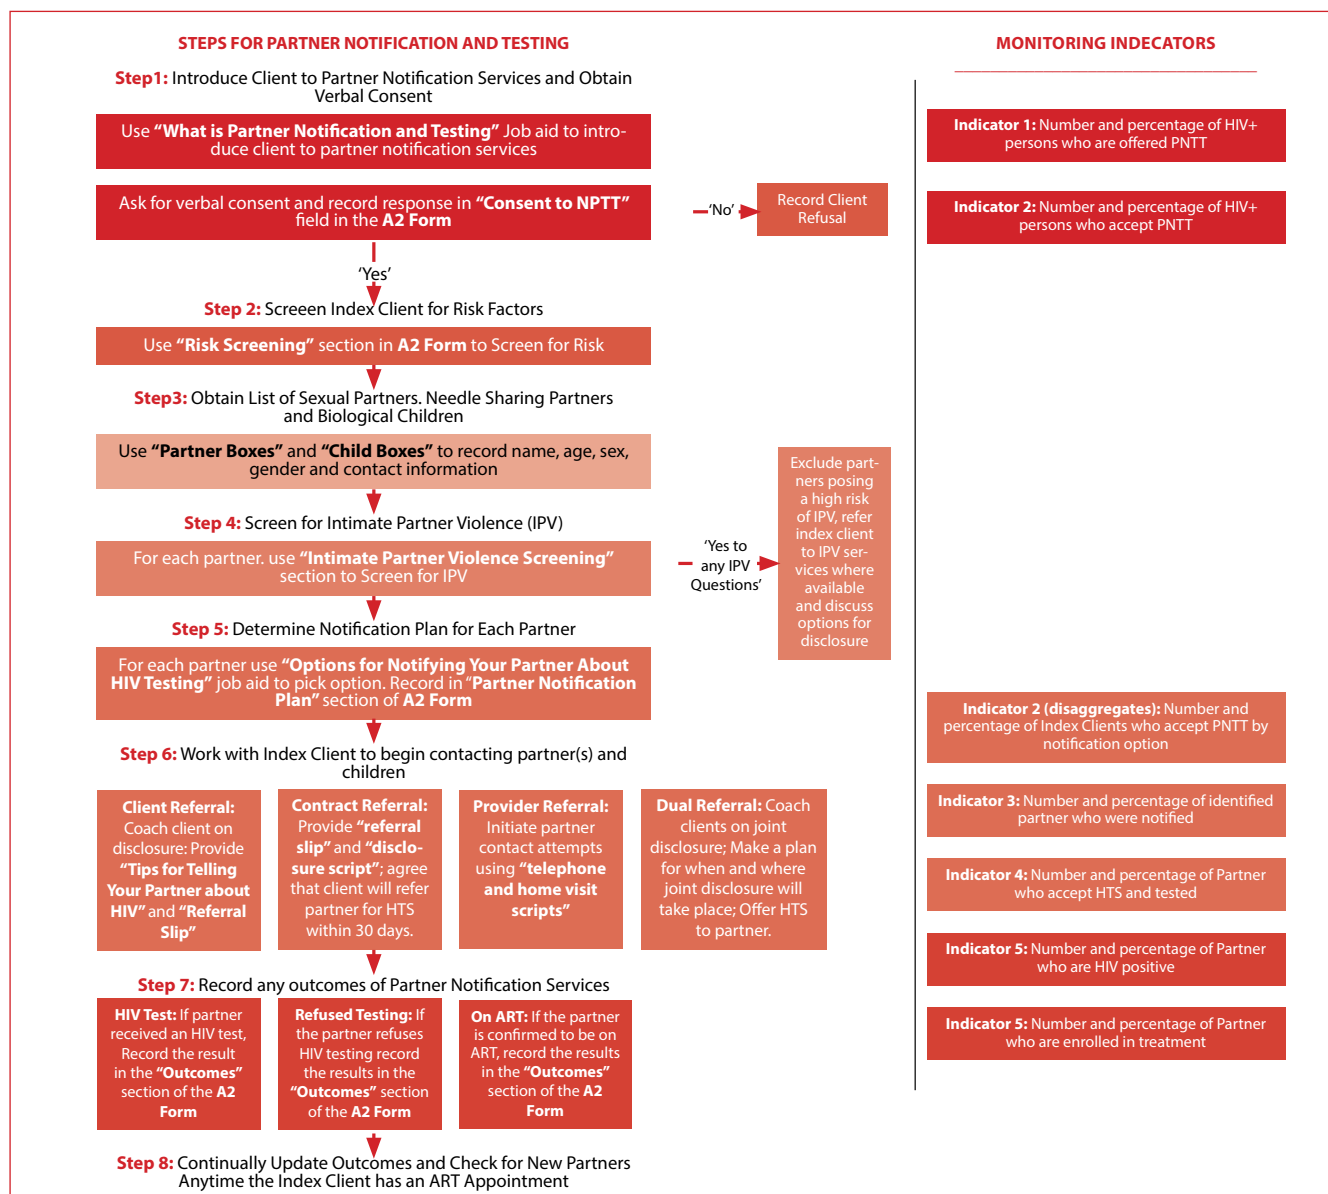 STEPS FOR PARTNER NOTIFICATION AND TESTING
Step1: Introduce Client to Partner Notification Services and Obtain
Verbal Consent
Use “What is Partner Notification and Testing” Job aid to intro-
duce client to partner notification services
Ask for verbal consent and record response in “Consent to NPTT”
field in the A2 Form
‘No’
Record Client
Refusal
‘Yes’
Step 2: Screeen Index Client for Risk Factors
Use “Risk Screening” section in A2 Form to Screen for Risk
Step3: Obtain List of Sexual Partners. Needle Sharing Partners
and Biological Children
Use “Partner Boxes” and “Child Boxes” to record name, age, sex,
gender and contact information
Step 4: Screen for Intimate Partner Violence (IPV)
For each partner. use “Intimate Partner Violence Screening”
section to Screen for IPV
‘Yes to
any IPV
Questions’
Exclude part-
ners posing
a high risk
of IPV, refer
index client
to IPV ser-
vices where
available
and discuss
options for
disclosure
Step 5: Determine Notification Plan for Each Partner
For each partner use “Options for Notifying Your Partner About
HIV Testing” job aid to pick option. Record in “Partner Notification
Plan” section of A2 Form
Step 6: Work with Index Client to begin contacting partner(s) and
children
Client Referral:
Coach client on
disclosure: Provide
“Tips for Telling
Your Partner about
HIV” and “Referral
Slip”
Contract Referral:
Provide “referral
slip” and “disclo-
sure script”; agree
that client will refer
partner for HTS
within 30 days.
Provider Referral:
Initiate partner
contact attempts
using “telephone
and home visit
scripts”
Dual Referral: Coach
clients on joint
disclosure; Make a plan
for when and where
joint disclosure will
take place; Offer HTS
to partner.
Step 7: Record any outcomes of Partner Notification Services
HIV Test: If partner
received an HIV test,
Record the result
in the “Outcomes”
section of the A2
Form
Refused Testing: If
the partner refuses
HIV testing record
the results in the
“Outcomes” section
of the A2 Form
On ART: If the partner
is confirmed to be on
ART, record the results
in the “Outcomes”
section of the A2
Form
Step 8: Continually Update Outcomes and Check for New Partners
Anytime the Index Client has an ART Appointment
MONITORING INDECATORS
Indicator 1: Number and percentage of HIV+
persons who are offered PNTT
Indicator 2: Number and percentage of HIV+
persons who accept PNTT
Indicator 2 (disaggregates): Number and
percentage of Index Clients who accept PNTT by
notification option
Indicator 3: Number and percentage of identified
partner who were notified
Indicator 4: Number and percentage of Partner
who accept HTS and tested
Indicator 5: Number and percentage of Partner
who are HIV positive
Indicator 5: Number and percentage of Partner
who are enrolled in treatment